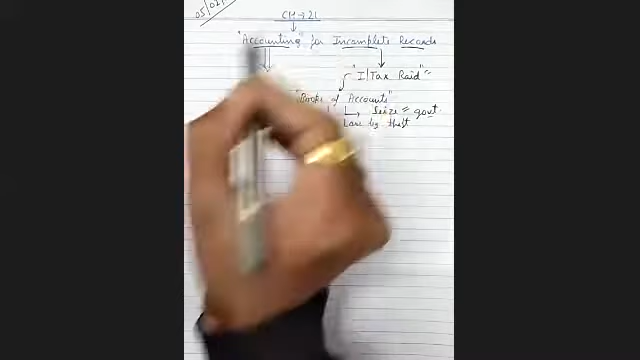 05/02/
CH → 21
"Accounting" for Incomplete Records
"I|Tax Raid"
"Books of Accounts"
Seize = govt.
Loss by theft